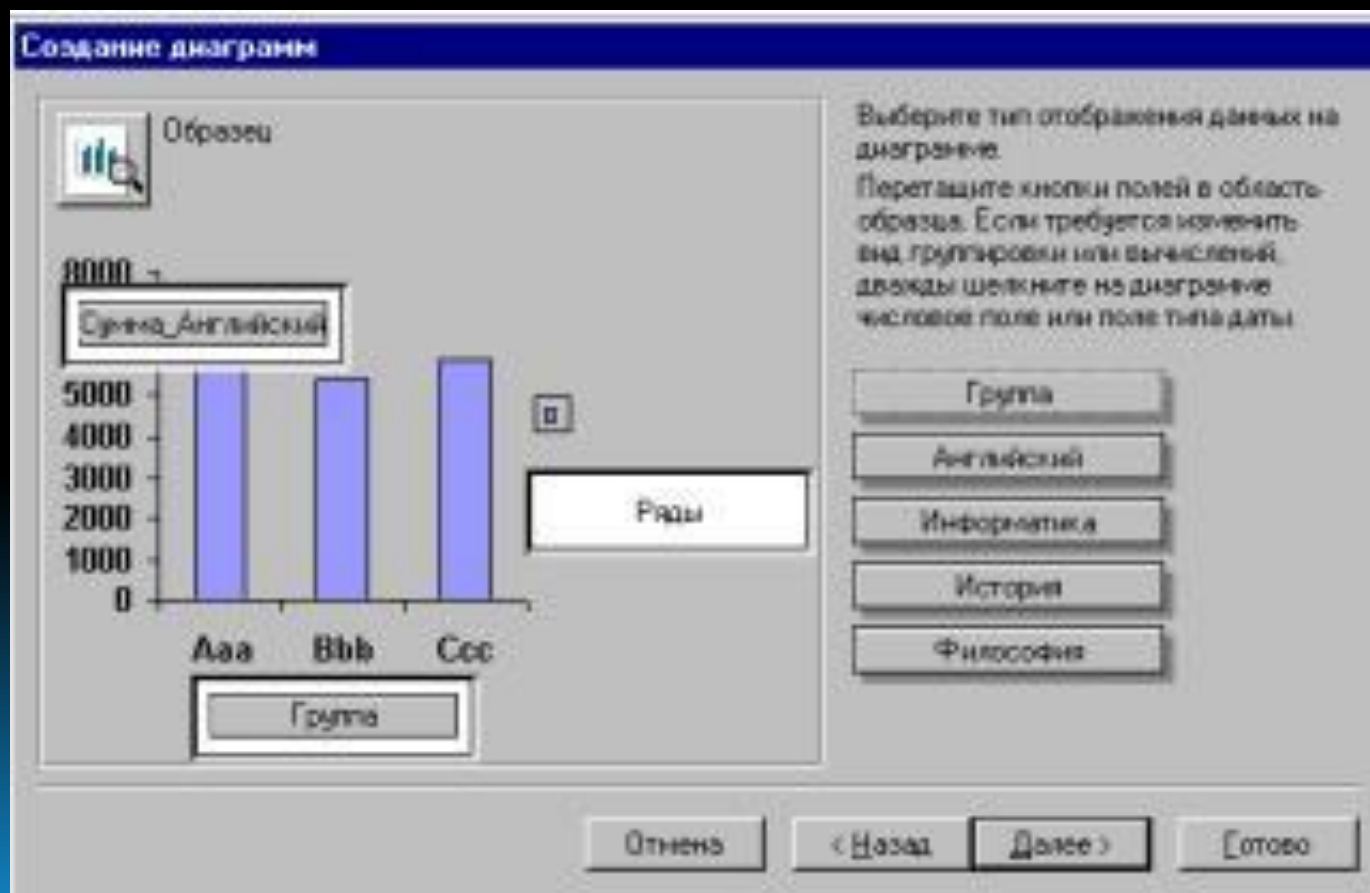 Создание диаграмм
Образец
8000
Сумма_Английский
5000
4000
3000
2000
1000
0
Aaa Bbb Ccc
Группа
Ряды
Выберите тип отображения данных на
диаграмме.
Перетащите кнопки полей в область
образца. Если требуется изменить
вид группировки или вычислений,
дважды щелкните на диаграмме
числовое поле или поле типа даты.
Группа
Английский
Информатика
История
Философия
Отмена
< Назад
Далее >
Готово